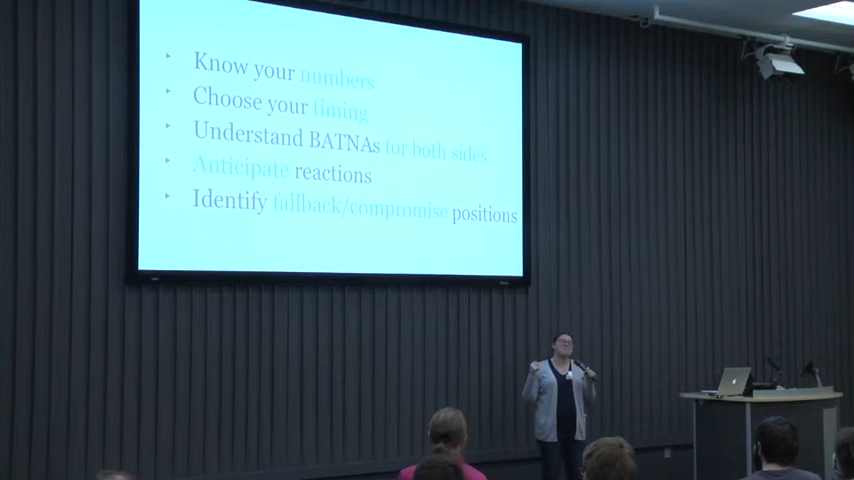 Know your numbers
Choose your timing
Understand BATNAs for both sides
Anticipate reactions
Identify fallback/compromise positions